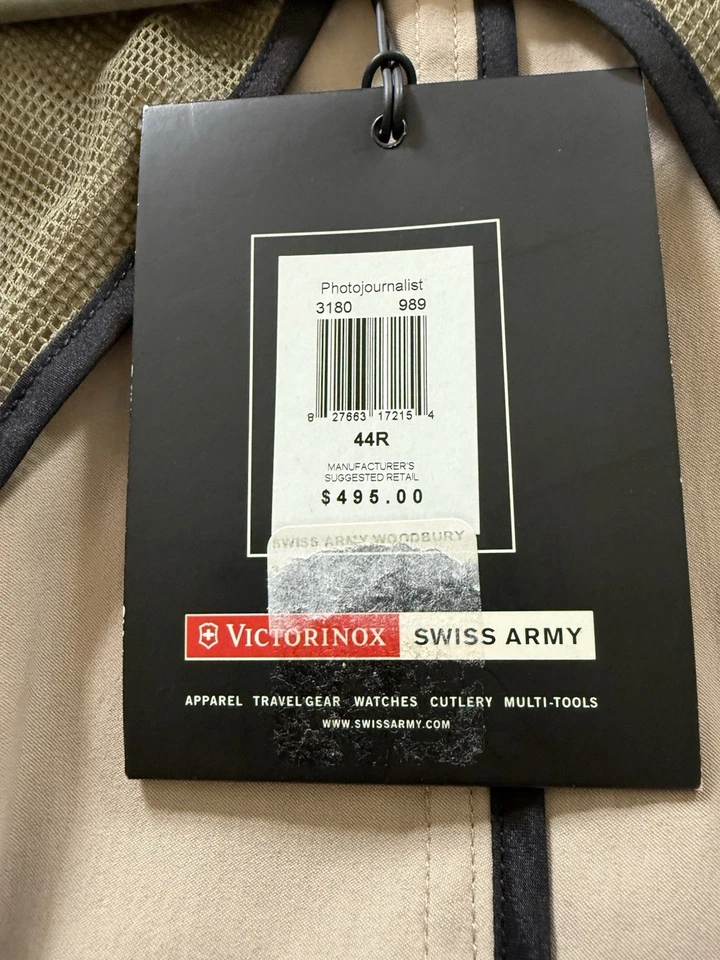 Photojournalist
3180 989
8 27663 17215 4
44R
MANUFACTURER'S
SUGGESTED RETAIL
$495.00
SWISS ARMY WOODBURY
VICTORINOX SWISS ARMY
APPAREL TRAVEL GEAR WATCHES CUTLERY MULTI-TOOLS
WWW.SWISSARMY.COM